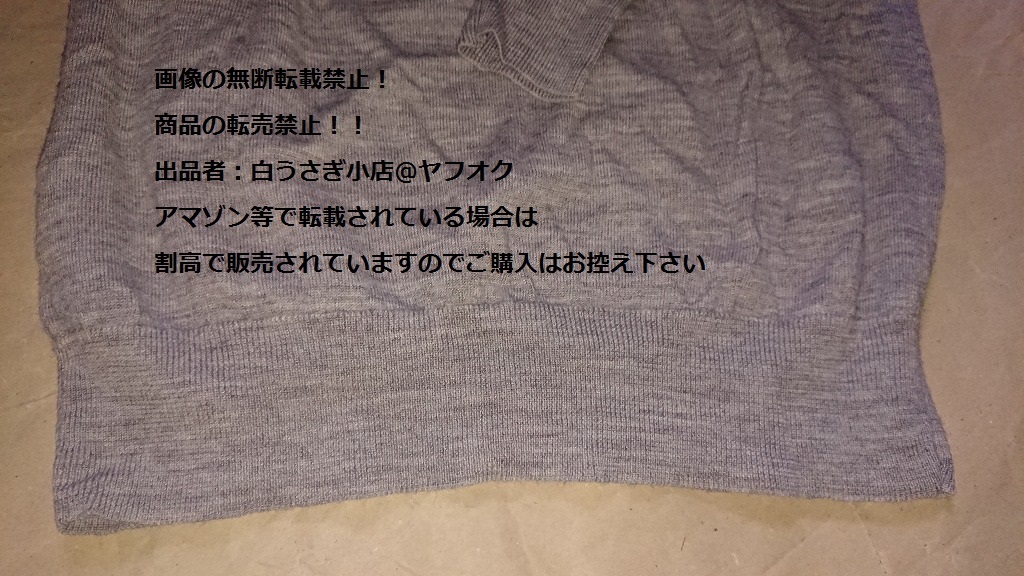 画像の無断転載禁止！
商品の転売禁止！！
出品者：白うさぎ小店@ヤフオク
アマゾン等で転載されている場合は
割高で販売されていますのでご購入はお控え下さい